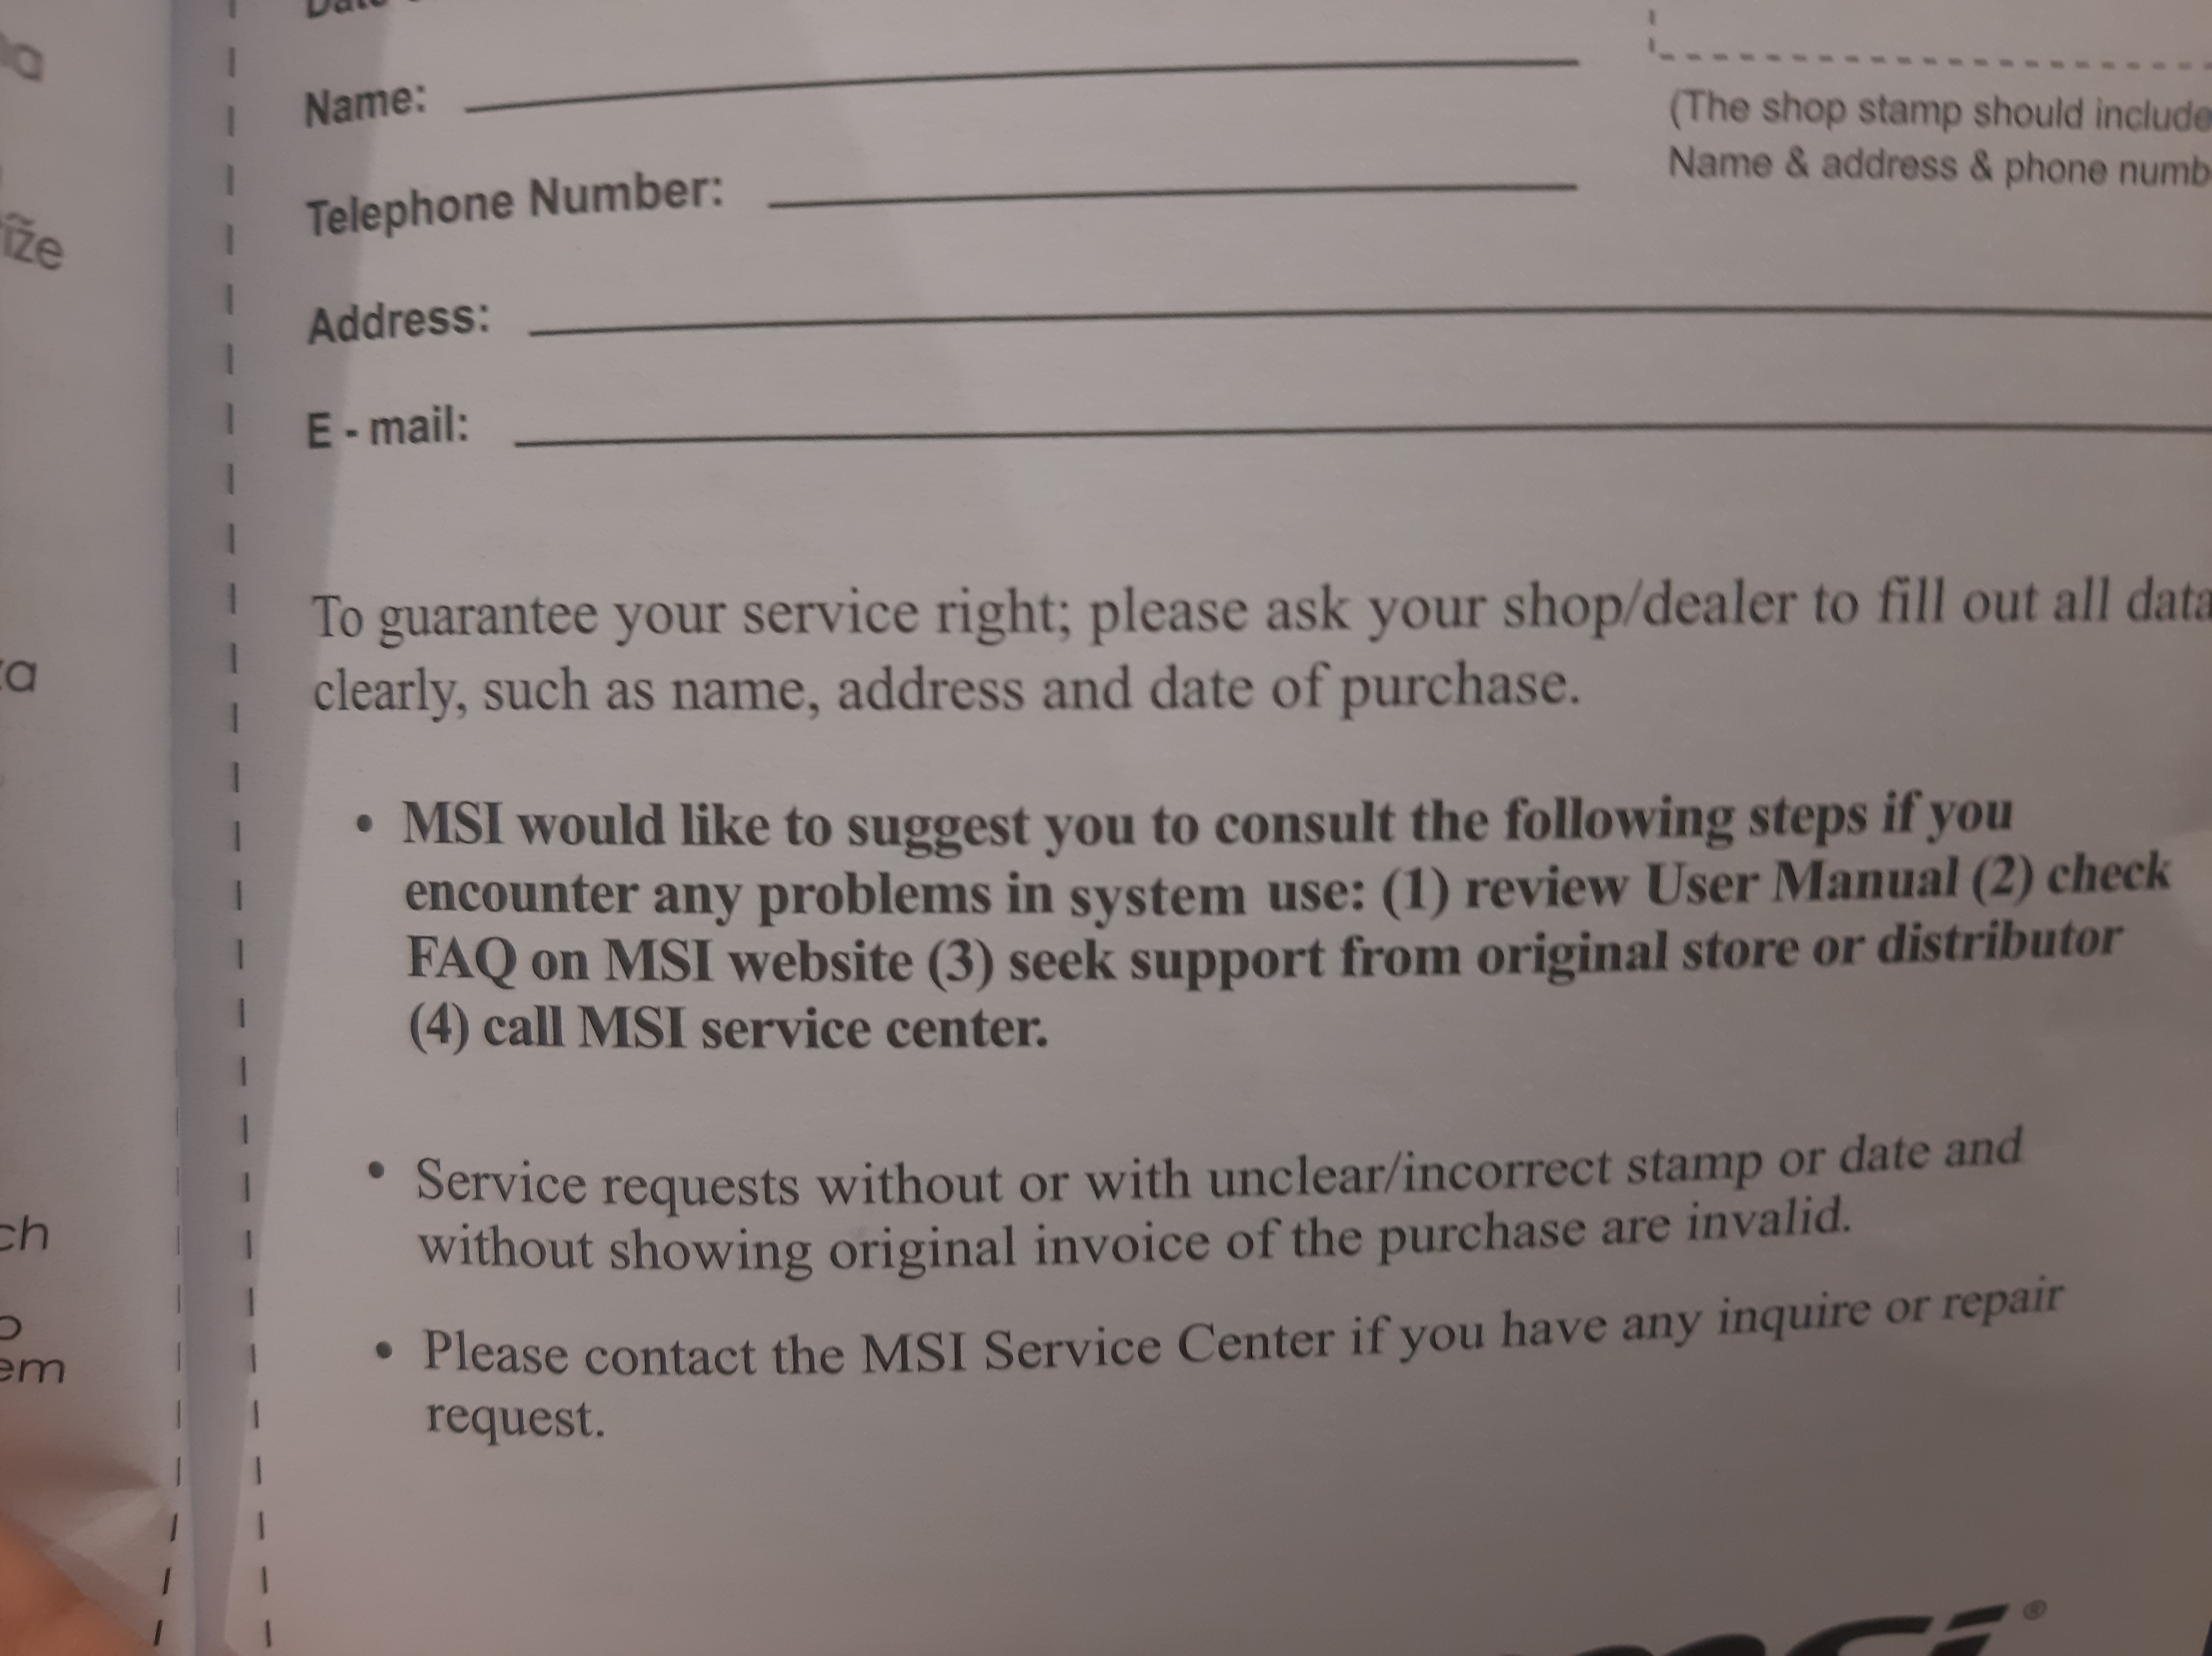 Name:
(The shop stamp should include
Name & address & phone numb
Telephone Number:
Address:
E - mail:
To guarantee your service right; please ask your shop/dealer to fill out all data
clearly, such as name, address and date of purchase.
• MSI would like to suggest you to consult the following steps if you
encounter any problems in system use: (1) review User Manual (2) check
FAQ on MSI website (3) seek support from original store or distributor
(4) call MSI service center.
• Service requests without or with unclear/incorrect stamp or date and
without showing original invoice of the purchase are invalid.
• Please contact the MSI Service Center if you have any inquire or repair
request.
msi®